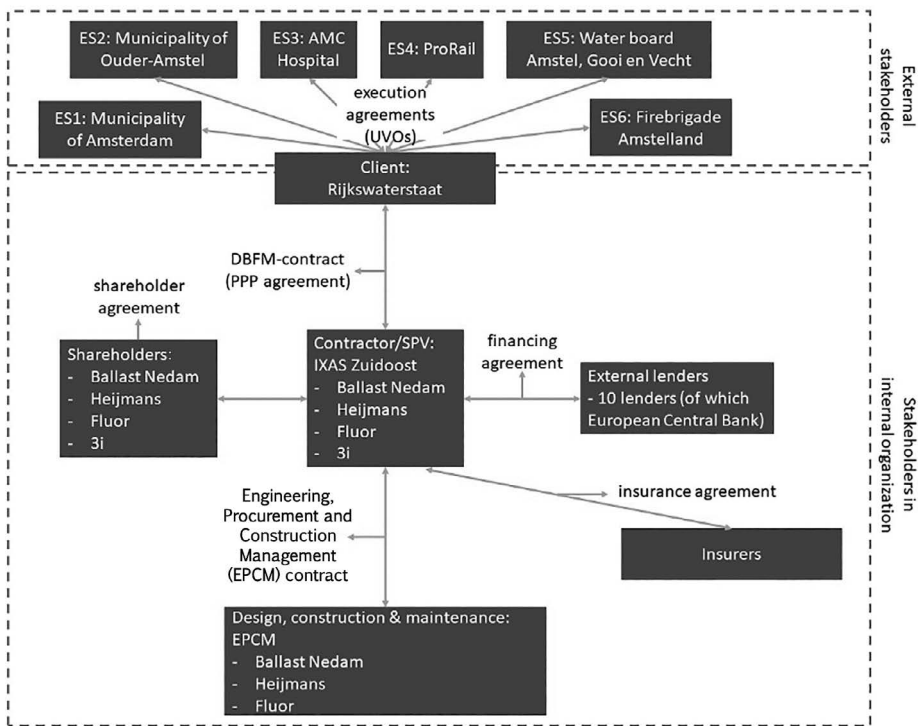 ES2: Municipality of
Ouder-Amstel
ES3: AMC
Hospital
ES4: ProRail
ES5: Water board
Amstel, Gooi en Vecht
External
stakeholders
ES1: Municipality
of Amsterdam
execution
agreements
(UVOs)
ES6: Firebrigade
Amstelland
Client:
Rijkswaterstaat
DBFM-contract
(PPP agreement)
shareholder
agreement
Shareholders:
- Ballast Nedam
- Heijmans
- Fluor
- 3i
Contractor/SPV:
IXAS Zuidoost
- Ballast Nedam
- Heijmans
- Fluor
- 3i
financing
agreement
External lenders
- 10 lenders (of which
European Central Bank)
Stakeholders in
internal organization
Engineering,
Procurement and
Construction
Management
(EPCM) contract
insurance agreement
Insurers
Design, construction & maintenance:
EPCM
- Ballast Nedam
- Heijmans
- Fluor